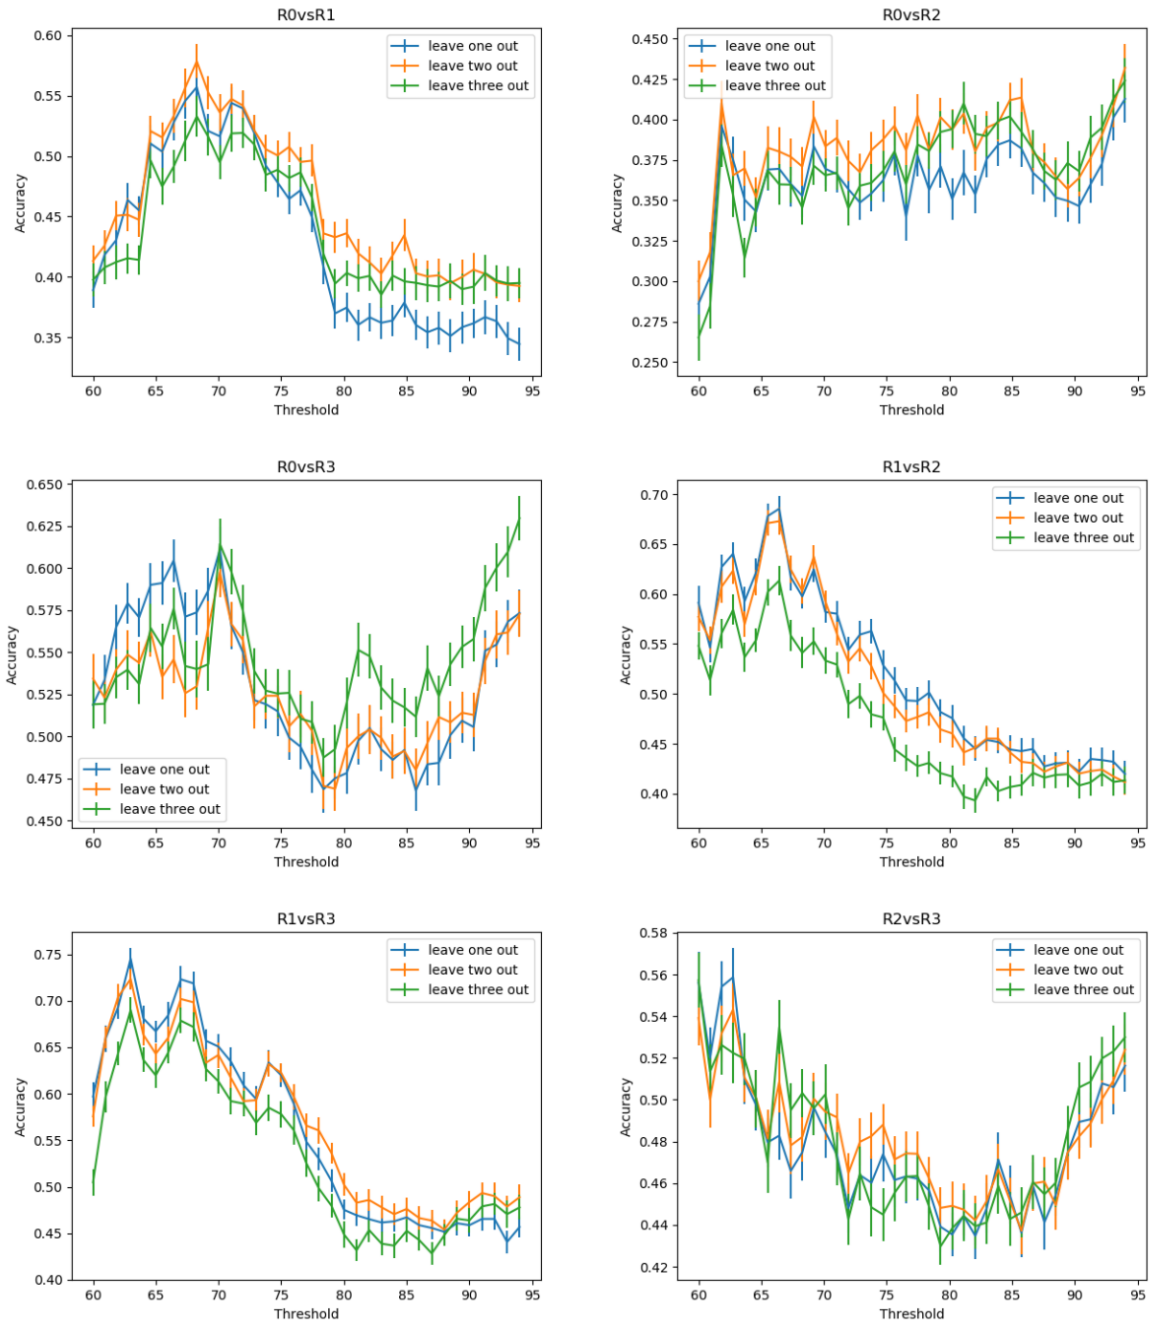 R0vsR1
0.60
0.55
0.50
0.45
0.40
0.35
Accuracy
leave one out
leave two out
leave three out
60 65 70 75 80 85 90 95
Threshold
R0vsR2
0.450
0.425
0.400
0.375
0.350
0.325
0.300
0.275
0.250
Accuracy
leave one out
leave two out
leave three out
60 65 70 75 80 85 90 95
Threshold
R0vsR3
0.650
0.625
0.600
0.575
0.550
0.525
0.500
0.475
0.450
Accuracy
leave one out
leave two out
leave three out
60 65 70 75 80 85 90 95
Threshold
R1vsR2
0.70
0.65
0.60
0.55
0.50
0.45
0.40
Accuracy
leave one out
leave two out
leave three out
60 65 70 75 80 85 90 95
Threshold
R1vsR3
0.75
0.70
0.65
0.60
0.55
0.50
0.45
0.40
Accuracy
leave one out
leave two out
leave three out
60 65 70 75 80 85 90 95
Threshold
R2vsR3
0.58
0.56
0.54
0.52
0.50
0.48
0.46
0.44
0.42
Accuracy
leave one out
leave two out
leave three out
60 65 70 75 80 85 90 95
Threshold